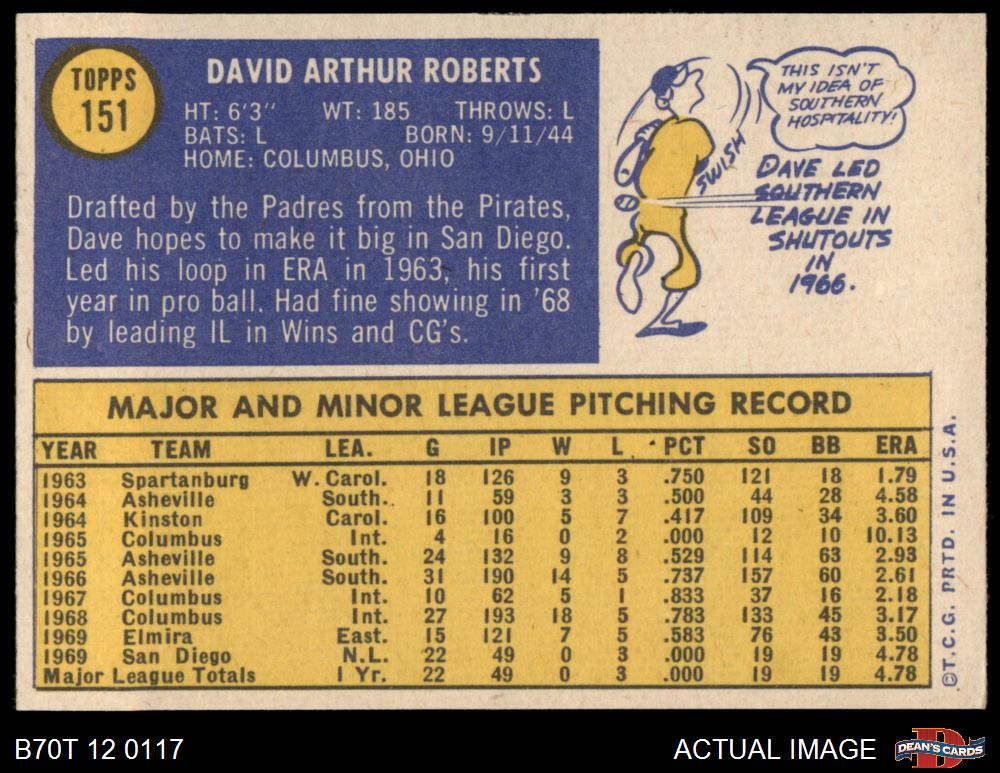 TOPPS
151
DAVID ARTHUR ROBERTS
HT: 6'3" WT: 185 THROWS: L
BATS: L BORN: 9/11/44
HOME: COLUMBUS, OHIO
Drafted by the Padres from the Pirates,
Dave hopes to make it big in San Diego.
Led his loop in ERA in 1963, his first
year in pro ball. Had fine showing in '68
by leading IL in Wins and CG's.
THIS ISN'T
MY IDEA OF
SOUTHERN
HOSPITALITY!
SWISH
DAVE LED
SOUTHERN
LEAGUE IN
SHUTOUTS
IN
1966.
MAJOR AND MINOR LEAGUE PITCHING RECORD
YEAR TEAM LEA. G IP W L PCT SO BB ERA
1963 Spartanburg W. Carol. 18 126 9 3 .750 121 18 1.79
1964 Asheville South. 11 59 3 3 .500 44 28 4.58
1964 Kinston Carol. 16 100 5 7 .417 109 34 3.60
1965 Columbus Int. 4 16 0 2 .000 12 10 10.13
1965 Asheville South. 24 132 9 8 .529 114 63 2.93
1966 Asheville South. 31 190 14 5 .737 157 60 2.61
1967 Columbus Int. 10 62 5 1 .833 37 16 2.18
1968 Columbus Int. 27 193 18 5 .783 133 45 3.17
1969 Elmira East. 15 121 7 5 .583 76 43 3.50
1969 San Diego N.L. 22 49 0 3 .000 19 19 4.78
Major League Totals 1 Yr. 22 49 0 3 .000 19 19 4.78
©T.C.G. PRTD. IN U.S.A.
B70T 12 0117
ACTUAL IMAGE
D
DEAN'S CARDS